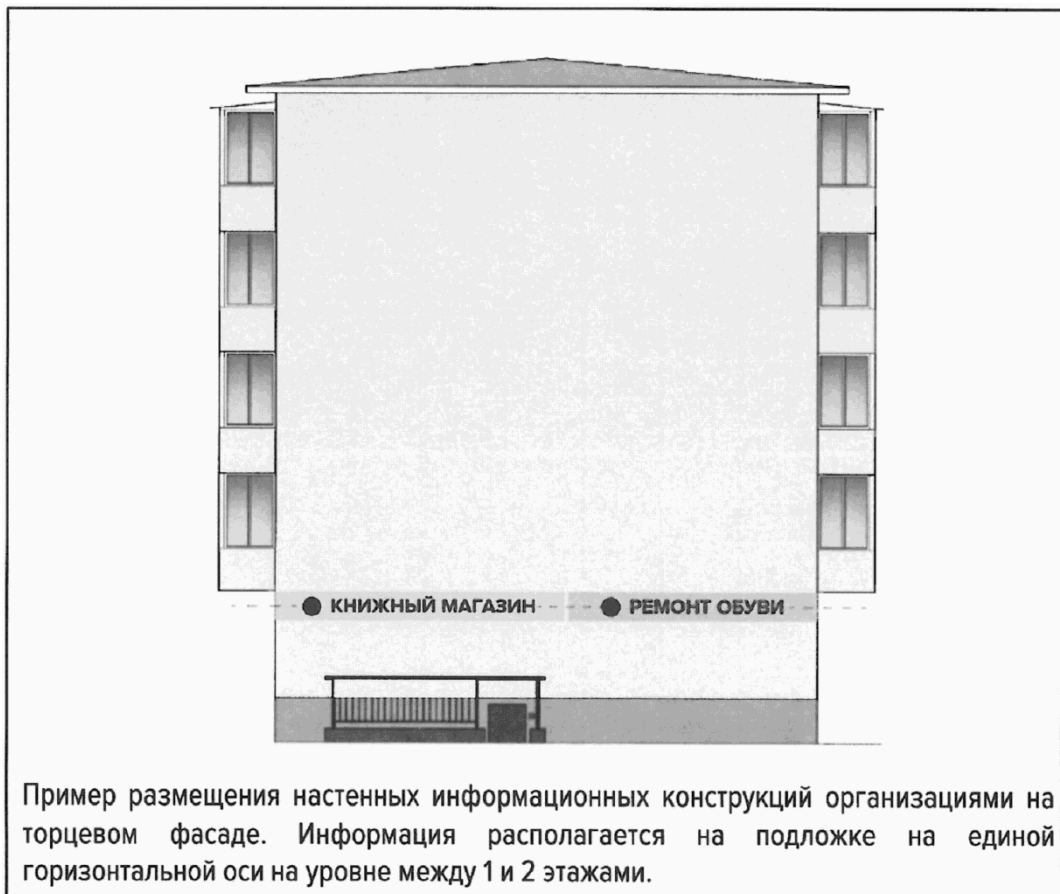 КНИЖНЫЙ МАГАЗИН РЕМОНТ ОБУВИ
Пример размещения настенных информационных конструкций организациями на
торцевом фасаде. Информация располагается на подложке на единой
горизонтальной оси на уровне между 1 и 2 этажами.